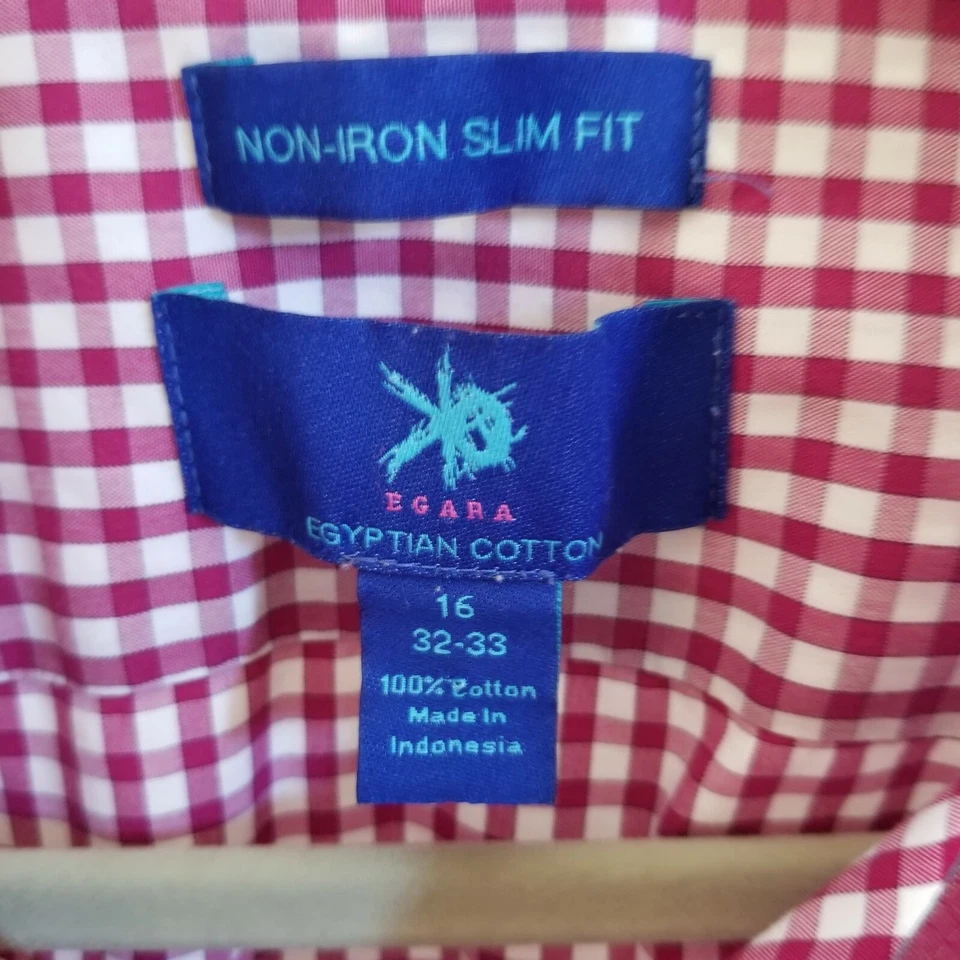 NON-IRON SLIM FIT
EGARA
EGYPTIAN COTTON
16
32-33
100% Cotton
Made In
Indonesia